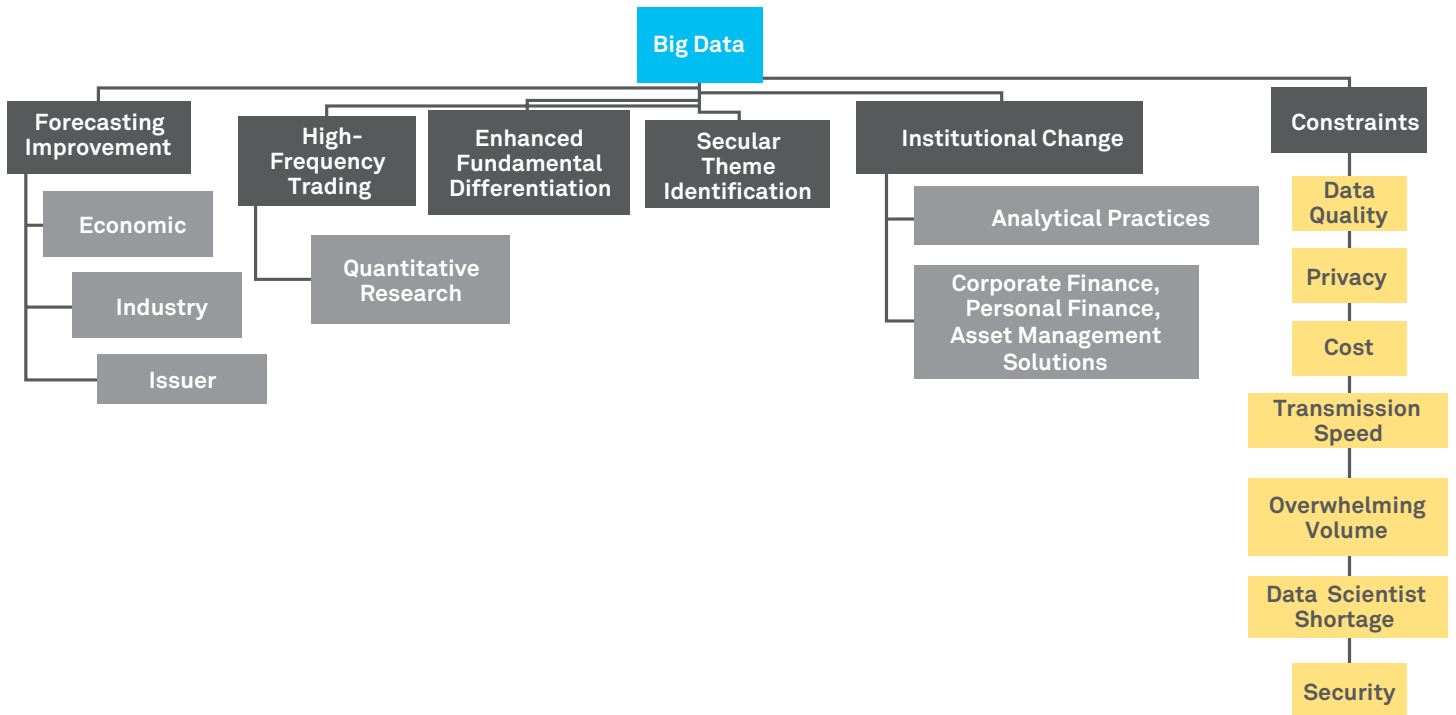 Big Data
Forecasting
Improvement
Economic
Industry
Issuer
High-
Frequency
Trading
Quantitative
Research
Enhanced
Fundamental
Differentiation
Secular
Theme
Identification
Institutional Change
Analytical Practices
Corporate Finance,
Personal Finance,
Asset Management
Solutions
Constraints
Data
Quality
Privacy
Cost
Transmission
Speed
Overwhelming
Volume
Data Scientist
Shortage
Security